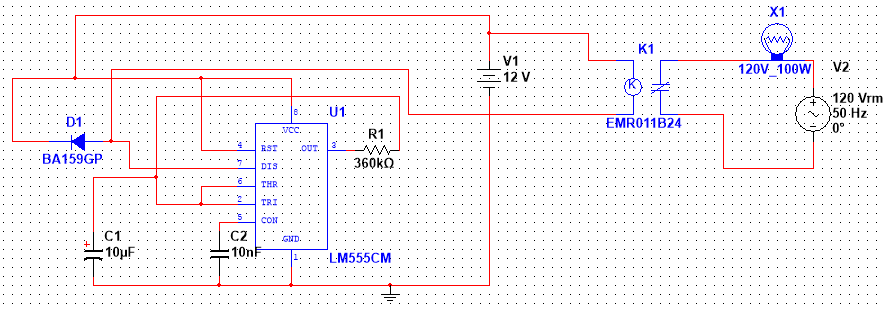 X1
120V_100W
K1
K
EMR011B24
V2
120 Vrm
50 Hz
0°
V1
12 V
U1
8
VCC
4
RST
OUT
3
7
DIS
6
THR
2
TRI
5
CON
GND
1
LM555CM
R1
360kΩ
D1
BA159GP
C1
10µF
C2
10nF